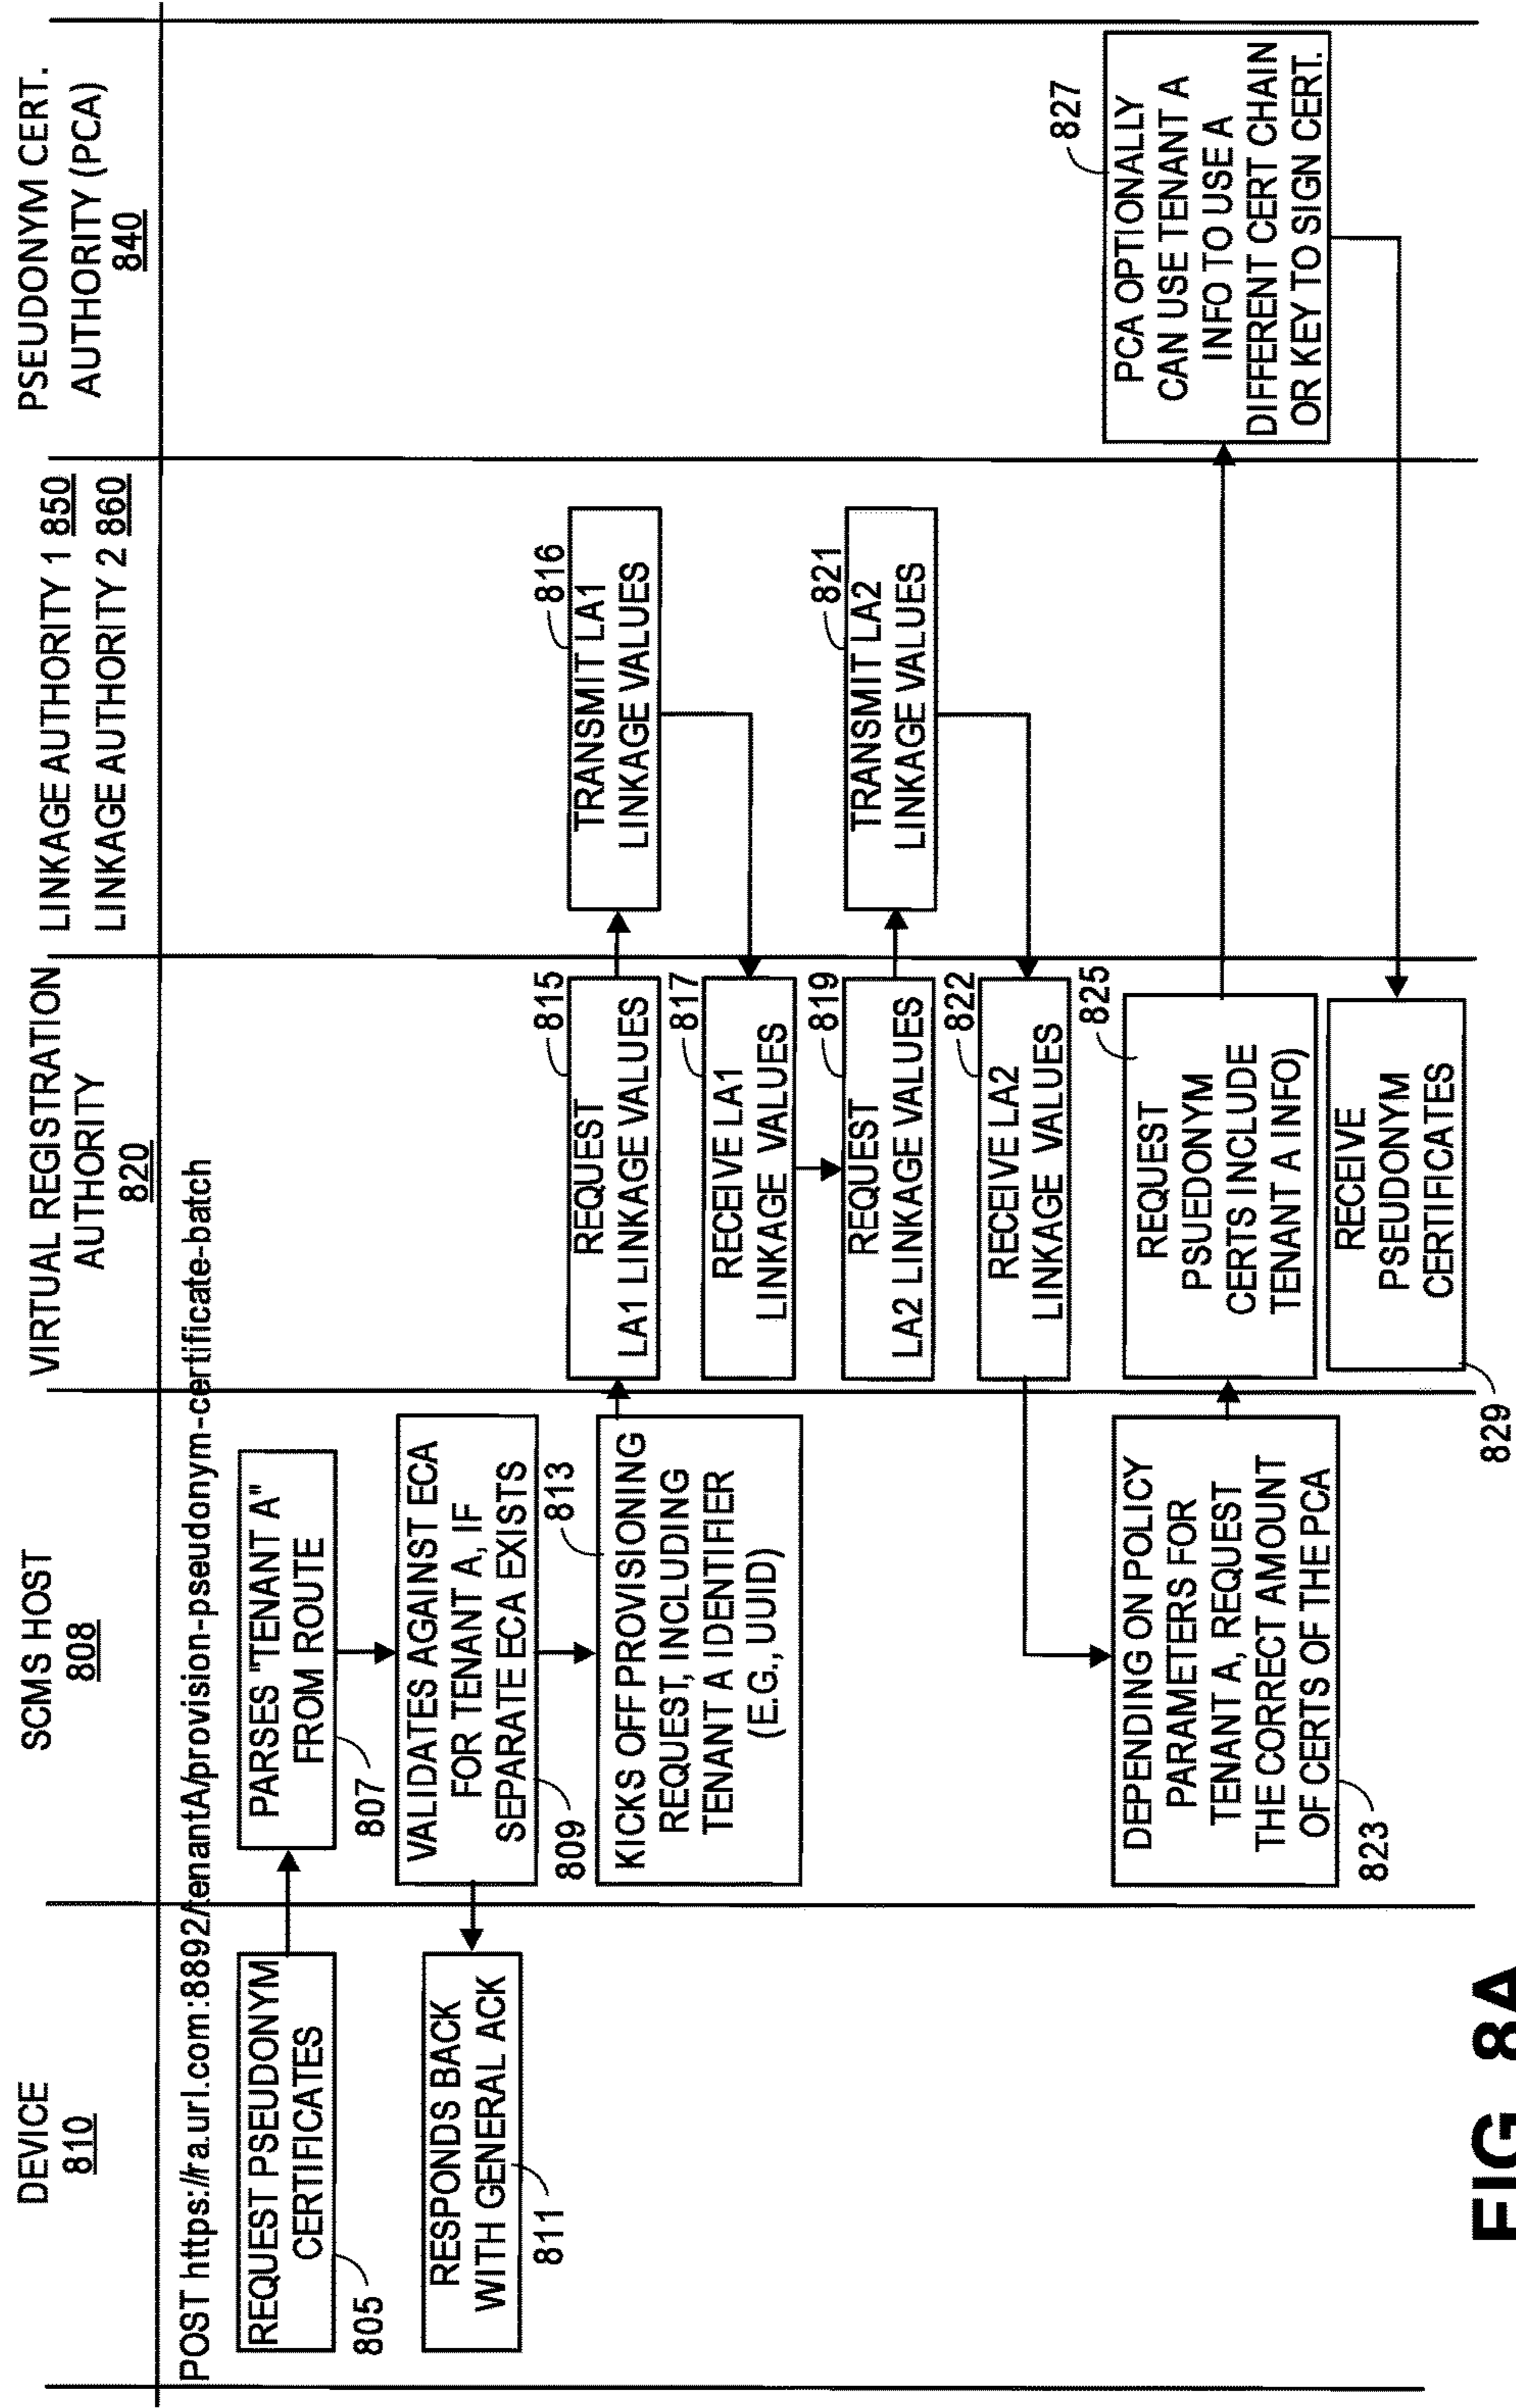 DEVICE
810
SCMS HOST
808
VIRTUAL REGISTRATION
AUTHORITY
820
LINKAGE AUTHORITY 1 850
LINKAGE AUTHORITY 2 860
PSEUDONYM CERT.
AUTHORITY (PCA)
840
POST https://ra.url.com:8892/tenantA/provision-pseudonym-certificate-batch
REQUEST PSEUDONYM
CERTIFICATES
805
PARSES "TENANT A"
FROM ROUTE
807
VALIDATES AGAINST ECA
FOR TENANT A, IF
SEPARATE ECA EXISTS
809
RESPONDS BACK
WITH GENERAL ACK
811
KICKS OFF PROVISIONING
REQUEST, INCLUDING
TENANT A IDENTIFIER
(E.G., UUID)
813
REQUEST
LA1 LINKAGE VALUES
815
TRANSMIT LA1
LINKAGE VALUES
816
RECEIVE LA1
LINKAGE VALUES
817
REQUEST
LA2 LINKAGE VALUES
819
TRANSMIT LA2
LINKAGE VALUES
821
RECEIVE LA2
LINKAGE VALUES
822
DEPENDING ON POLICY
PARAMETERS FOR
TENANT A, REQUEST
THE CORRECT AMOUNT
OF CERTS OF THE PCA
823
REQUEST
PSUEDONYM
CERTS INCLUDE
TENANT A INFO)
825
PCA OPTIONALLY
CAN USE TENANT A
INFO TO USE A
DIFFERENT CERT CHAIN
OR KEY TO SIGN CERT.
827
RECEIVE
PSEUDONYM
CERTIFICATES
829
FIG. 8A